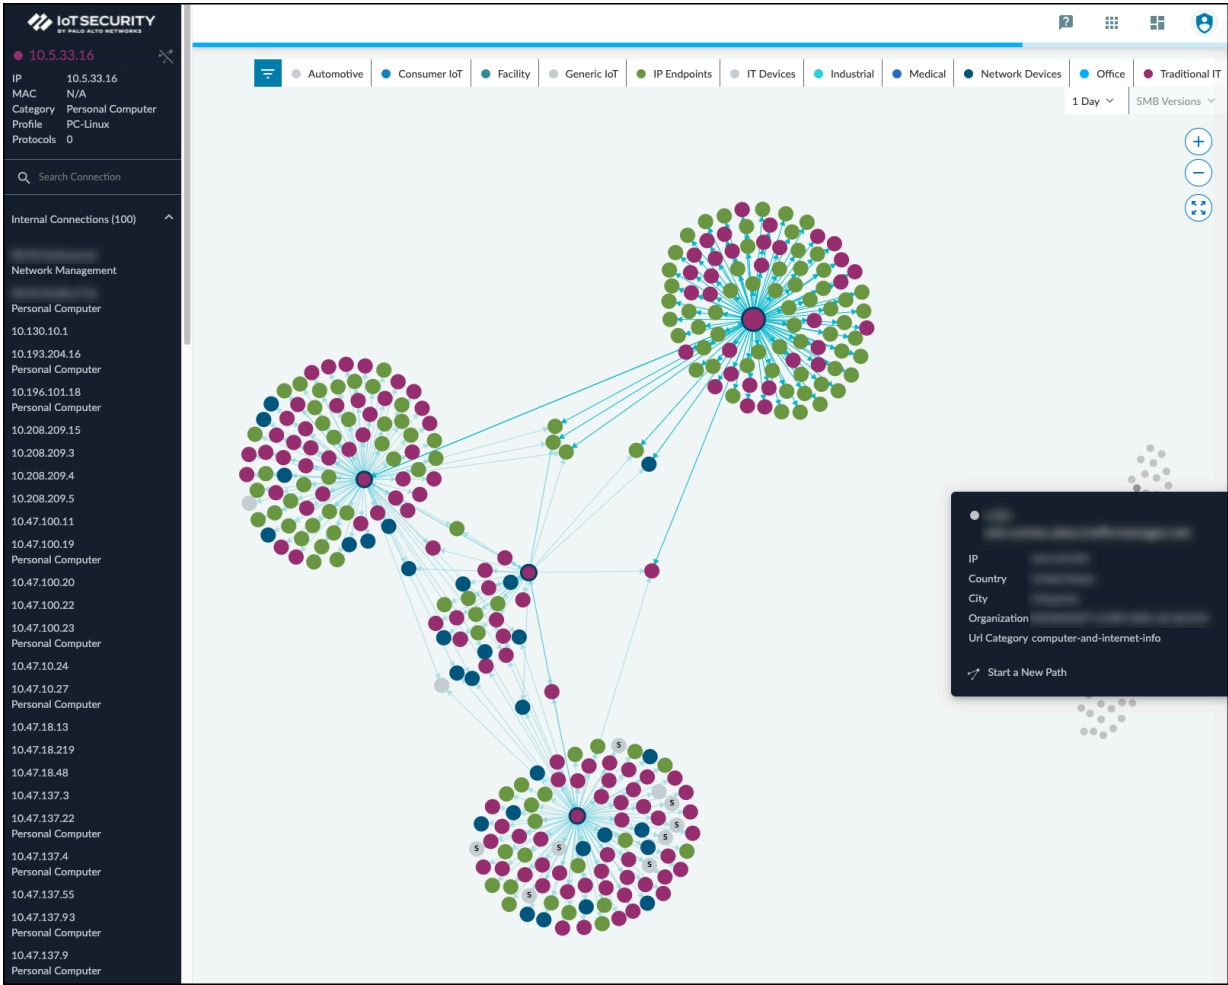 IoT SECURITY
BY PALO ALTO NETWORKS
10.5.33.16
IP 10.5.33.16
MAC N/A
Category Personal Computer
Profile PC-Linux
Protocols 0
Search Connection
Internal Connections (100)
Network Management
Personal Computer
10.130.10.1
10.193.204.16
Personal Computer
10.196.101.18
Personal Computer
10.208.209.15
10.208.209.3
10.208.209.4
10.208.209.5
10.47.100.11
10.47.100.19
Personal Computer
10.47.100.20
10.47.100.22
10.47.100.23
Personal Computer
10.47.10.24
10.47.10.27
Personal Computer
10.47.18.13
10.47.18.219
10.47.18.48
10.47.137.3
10.47.137.22
Personal Computer
10.47.137.4
Personal Computer
10.47.137.55
10.47.137.93
Personal Computer
10.47.137.9
Personal Computer
?
Automotive Consumer IoT Facility Generic IoT IP Endpoints IT Devices Industrial Medical Network Devices Office Traditional IT
1 Day SMB Versions
S
S
S
S
S
S
S
S
IP
Country
City
Organization
Url Category computer-and-internet-info
Start a New Path